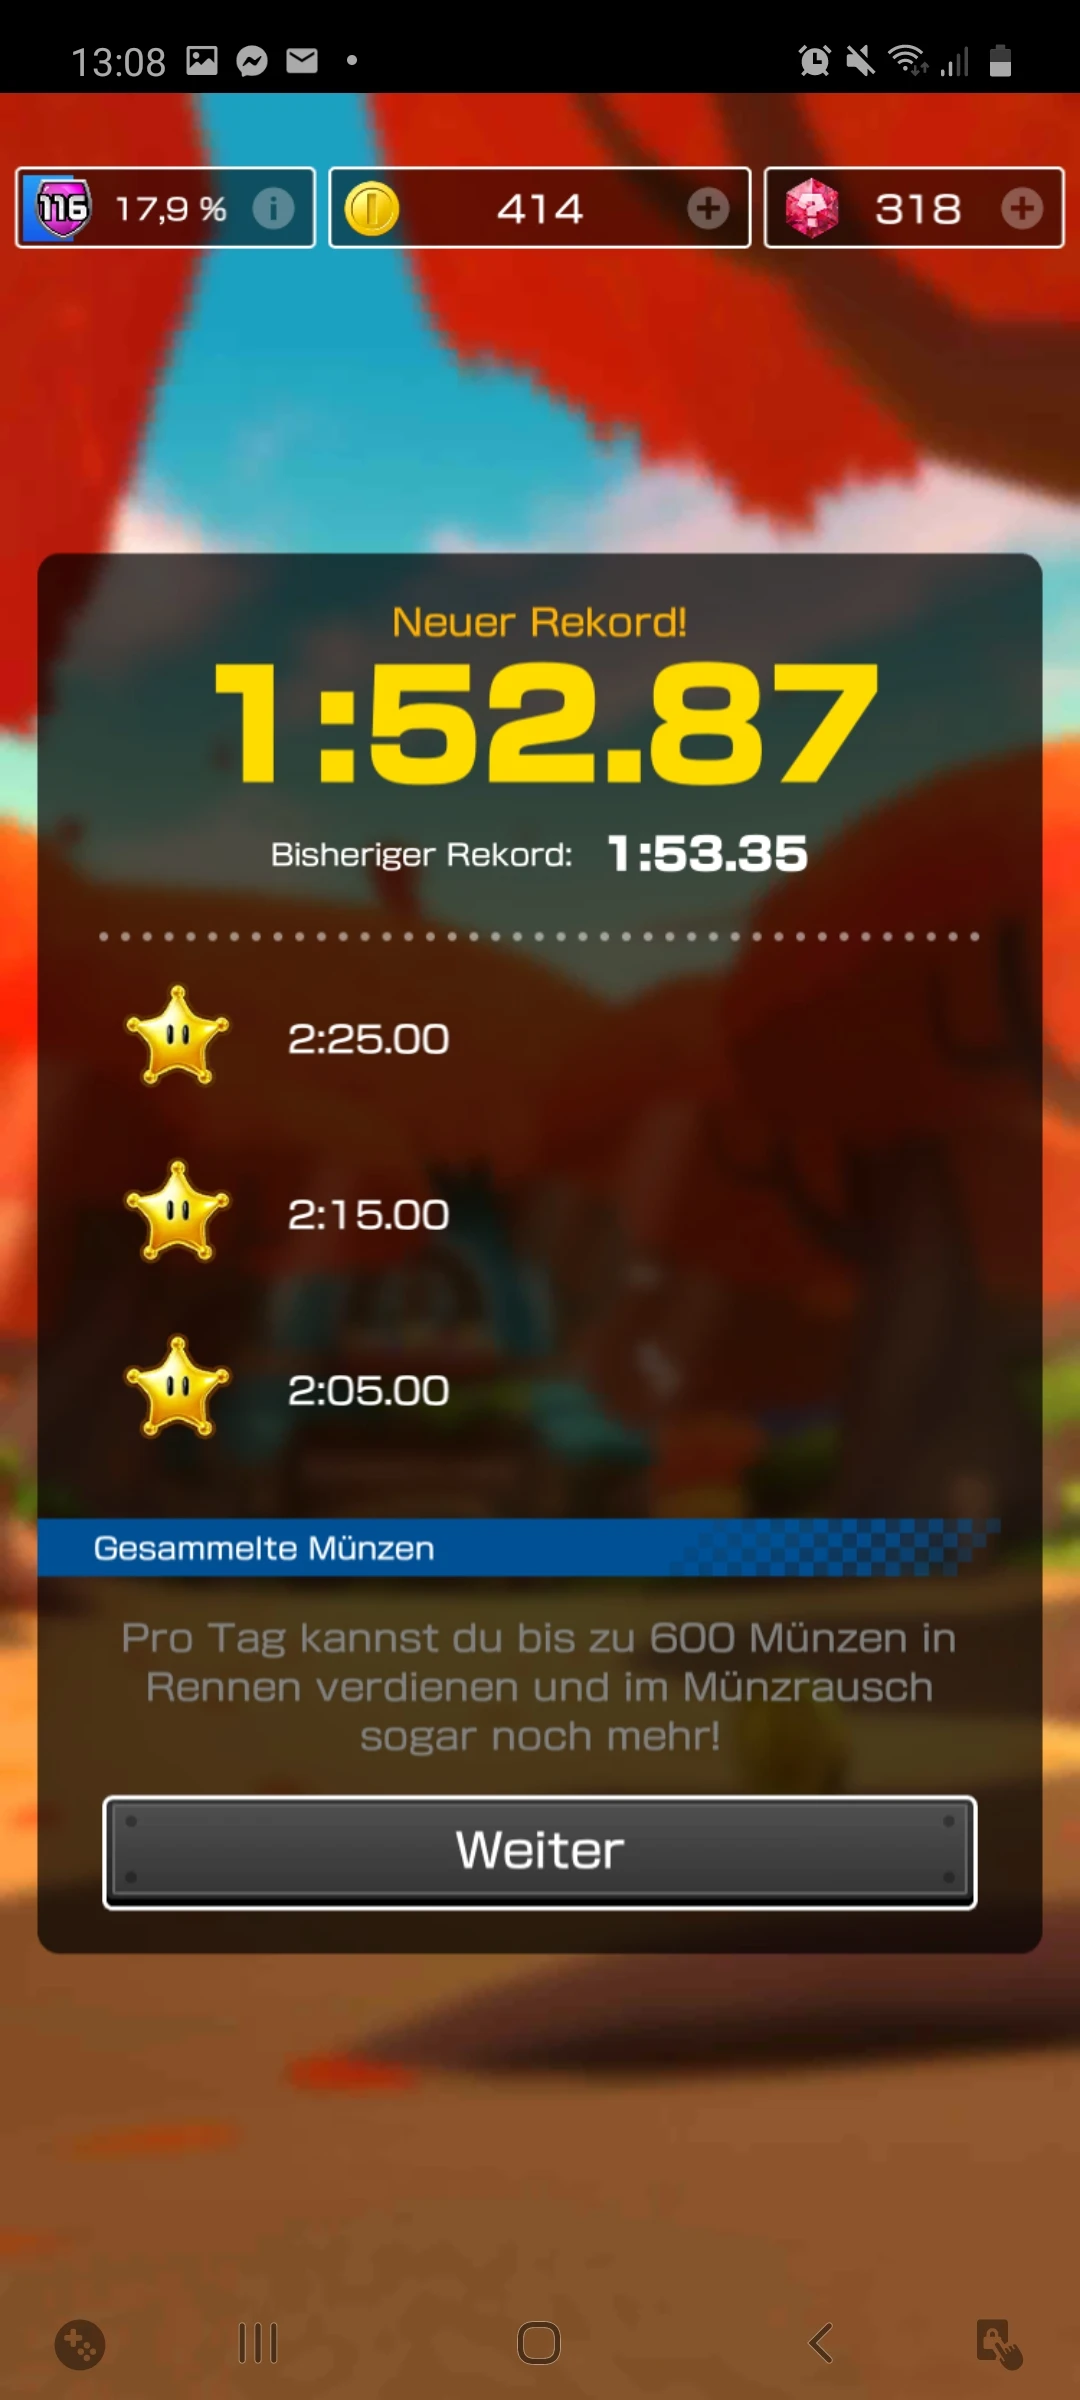 13:08
116 17,9 % i 414 318
Neuer Rekord!
1:52.87
Bisheriger Rekord: 1:53.35
2:25.00
2:15.00
2:05.00
Gesammelte Münzen
Pro Tag kannst du bis zu 600 Münzen in
Rennen verdienen und im Münzrausch
sogar noch mehr!
Weiter